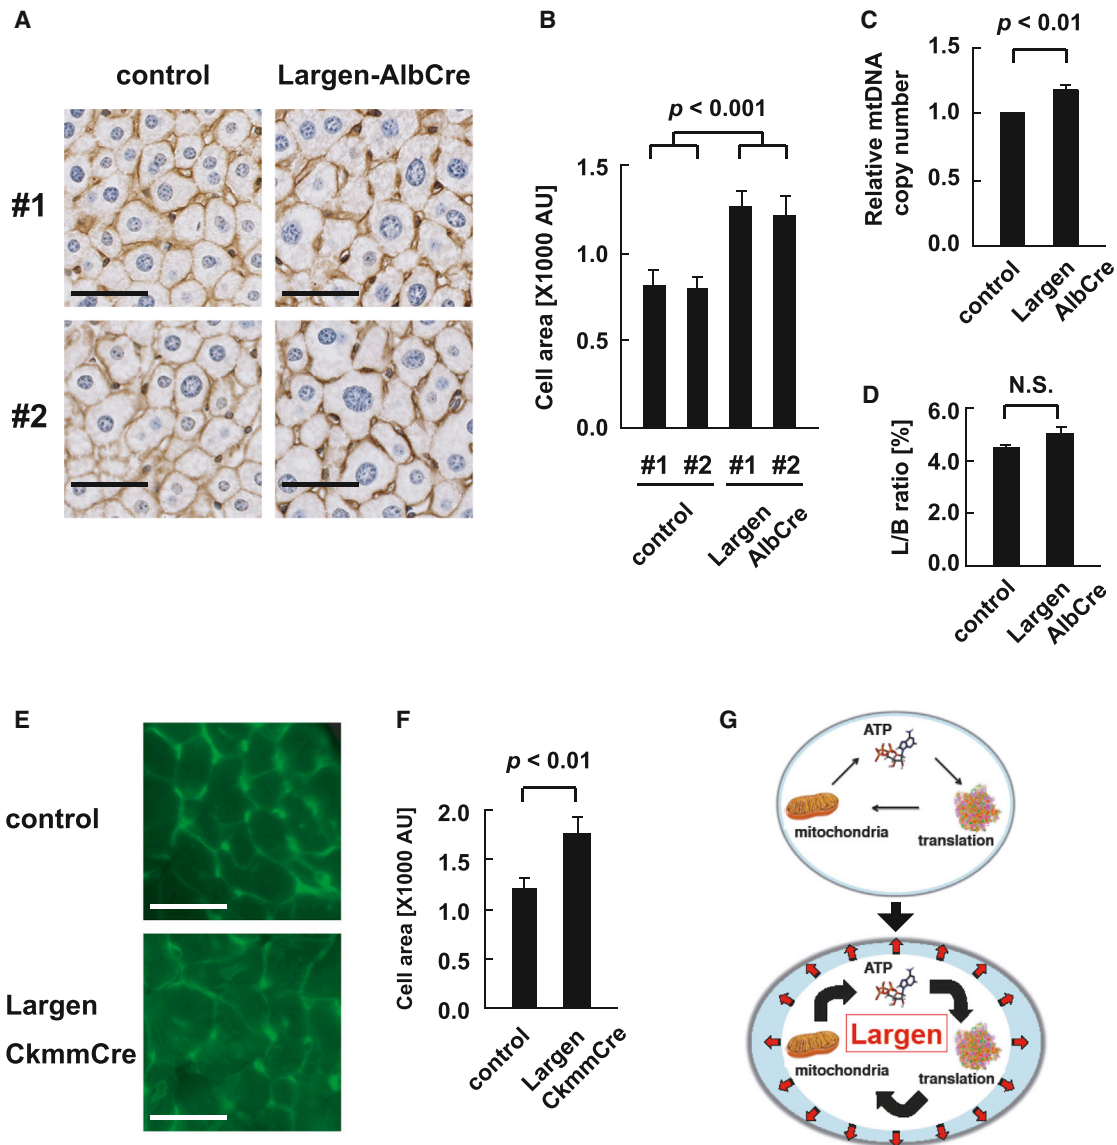 A
control
Largen-AlbCre
#1
#2
B
p < 0.001
Cell area [X1000 AU]
1.5
1.0
0.5
0.0
#1 #2 #1 #2
control
Largen
AlbCre
C
p < 0.01
Relative mtDNA
copy number
1.5
1.0
0.5
0.0
control
Largen
AlbCre
D
N.S.
L/B ratio [%]
6.0
4.0
2.0
0.0
control
Largen
AlbCre
E
control
Largen
CkmmCre
F
p < 0.01
Cell area [X1000 AU]
2.0
1.5
1.0
0.5
0.0
control
Largen
CkmmCre
G
ATP
mitochondria
translation
ATP
Largen
mitochondria
translation